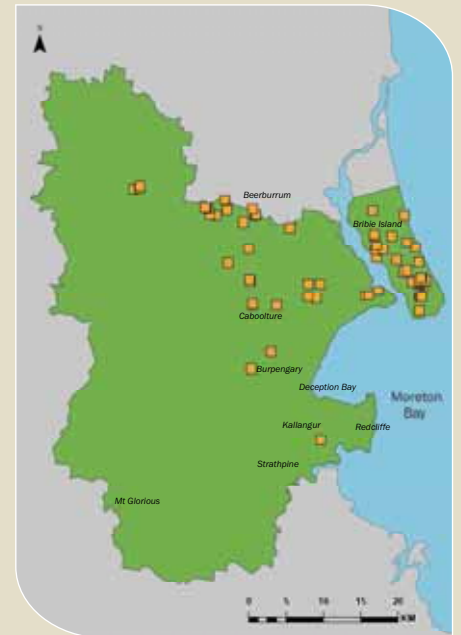 N
Beerburrum
Bribie Island
Caboolture
Burpengary
Deception Bay
Moreton
Bay
Kallangur
Redcliffe
Strathpine
Mt Glorious
0 5 10 15 20
KM